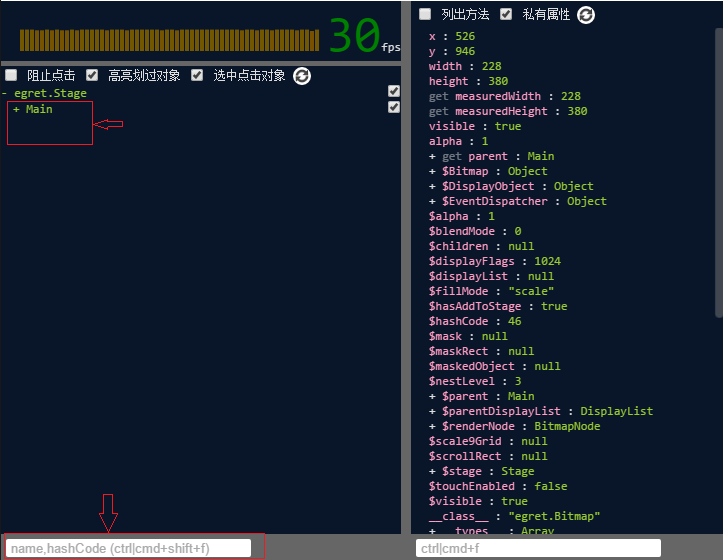 30 fps
阻止点击 高亮划过对象 选中点击对象
- egret.Stage
+ Main
name,hashCode (ctrl|cmd+shift+f)
列出方法 私有属性
x : 526
y : 946
width : 228
height : 380
get measuredWidth : 228
get measuredHeight : 380
visible : true
alpha : 1
+ get parent : Main
+ $Bitmap : Object
+ $DisplayObject : Object
+ $EventDispatcher : Object
$alpha : 1
$blendMode : 0
$children : null
$displayFlags : 1024
$displayList : null
$fillMode : "scale"
$hasAddToStage : true
$hashCode : 46
$mask : null
$maskRect : null
$maskedObject : null
$nestLevel : 3
+ $parent : Main
+ $parentDisplayList : DisplayList
+ $renderNode : BitmapNode
$scale9Grid : null
$scrollRect : null
+ $stage : Stage
$touchEnabled : false
$visible : true
__class__ : "egret.Bitmap"
+ __types__ : Array
ctrl|cmd+f